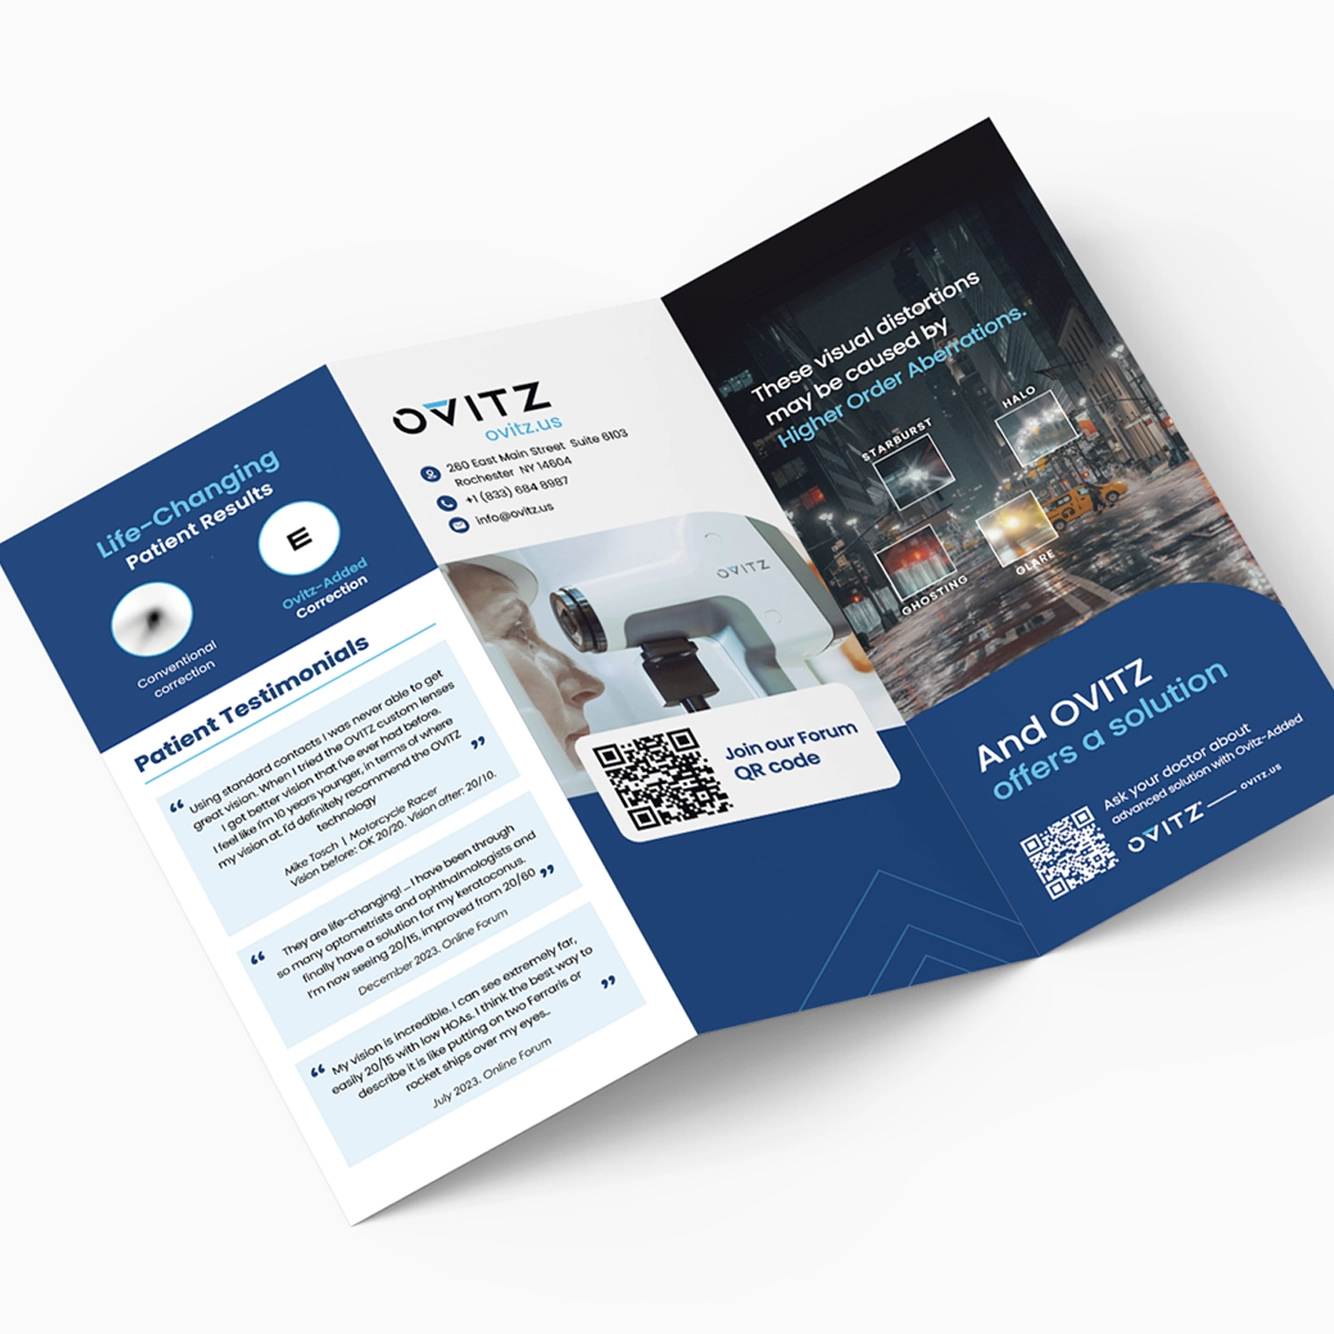 Life-Changing
Patient Results
E
Conventional
correction
Ovitz-Added
Correction
Patient Testimonials
“ Using standard contacts I was never able to get
great vision. When I tried the OVITZ custom lenses
I got better vision that I've ever had before.
I feel like I'm 10 years younger, in terms of where
my vision at. I'd definitely recommend the OVITZ
technology ”
Mike Tosch | Motorcycle Racer
Vision before: OK 20/20. Vision after: 20/10.
“ They are life-changing! ... I have been through
so many optometrists and ophthalmologists and
finally have a solution for my keratoconus.
I'm now seeing 20/15, improved from 20/60 ”
December 2023. Online Forum
“ My vision is incredible. I can see extremely far,
easily 20/15 with low HOAs. I think the best way to
describe it is like putting on two Ferraris or
rocket ships over my eyes... ”
July 2023. Online Forum
OVITZ
ovitz.us
260 East Main Street Suite 6103
Rochester NY 14604
+1 (833) 684 8987
info@ovitz.us
OVITZ
Join our Forum
QR code
These visual distortions
may be caused by
Higher Order Aberrations.
STARBURST
HALO
GHOSTING
GLARE
And OVITZ
offers a solution
Ask your doctor about
advanced solution with Ovitz-Added
OVITZ
OVITZ.US